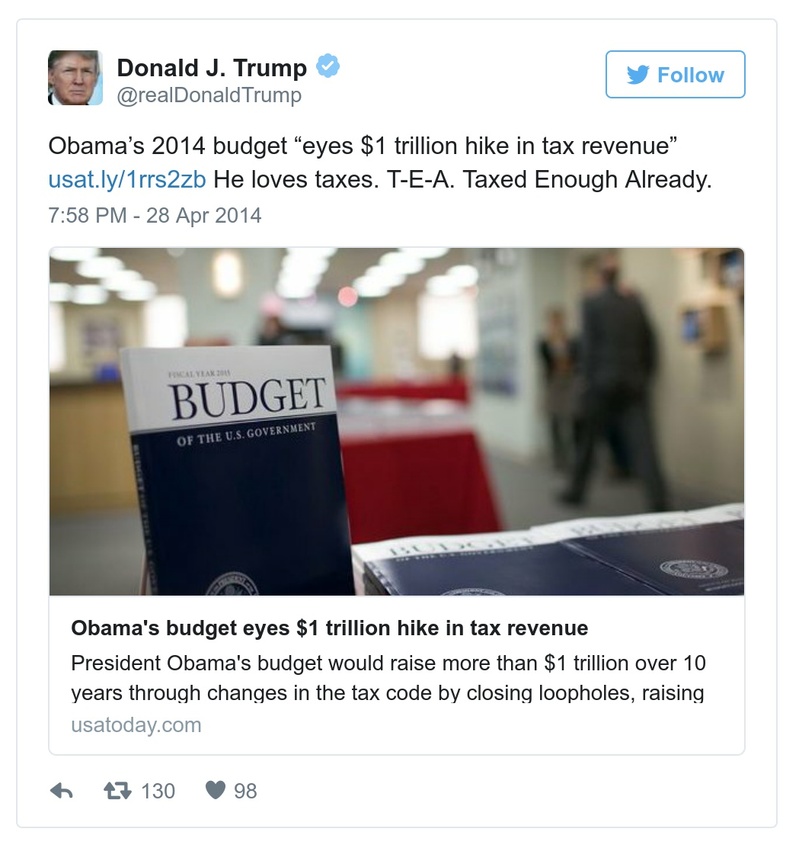 Donald J. Trump
@realDonaldTrump
Follow
Obama’s 2014 budget “eyes $1 trillion hike in tax revenue”
usat.ly/1rrs2zb He loves taxes. T-E-A. Taxed Enough Already.
7:58 PM - 28 Apr 2014
FISCAL YEAR 2015
BUDGET
OF THE U.S. GOVERNMENT
BUDGET
Obama's budget eyes $1 trillion hike in tax revenue
President Obama's budget would raise more than $1 trillion over 10
years through changes in the tax code by closing loopholes, raising
usatoday.com
130
98